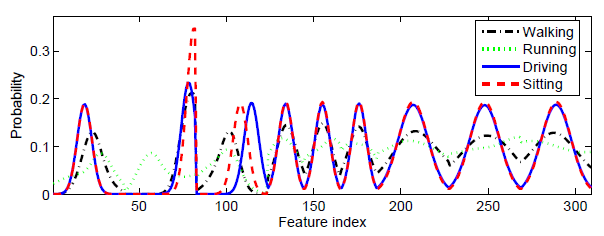 Walking
Running
Driving
Sitting
Probability
0.3
0.2
0.1
0
50
100
150
200
250
300
Feature index